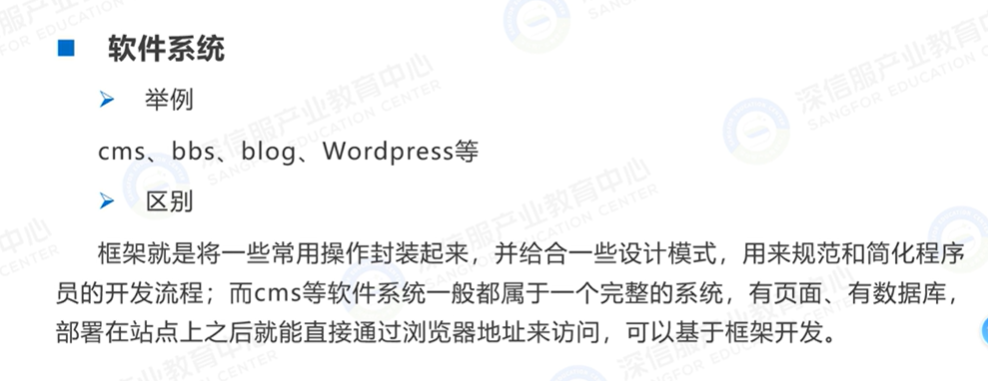 软件系统
举例
cms、bbs、blog、Wordpress等
区别
框架就是将一些常用操作封装起来，并给合一些设计模式，用来规范和简化程序
员的开发流程；而cms等软件系统一般都属于一个完整的系统，有页面、有数据库，
部署在站点上之后就能直接通过浏览器地址来访问，可以基于框架开发。
深信服产业教育中心
SANGFOR EDUCATION CENTER